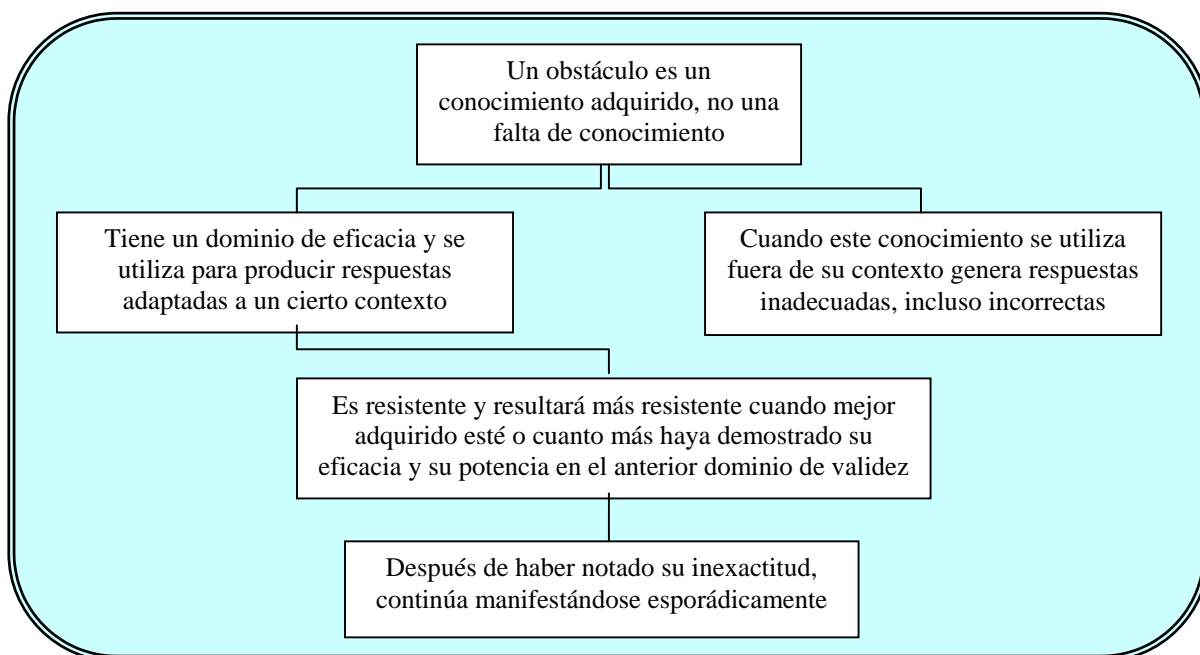 Un obstáculo es un
conocimiento adquirido, no una
falta de conocimiento
Tiene un dominio de eficacia y se
utiliza para producir respuestas
adaptadas a un cierto contexto
Cuando este conocimiento se utiliza
fuera de su contexto genera respuestas
inadecuadas, incluso incorrectas
Es resistente y resultará más resistente cuando mejor
adquirido esté o cuanto más haya demostrado su
eficacia y su potencia en el anterior dominio de validez
Después de haber notado su inexactitud,
continúa manifestándose esporádicamente